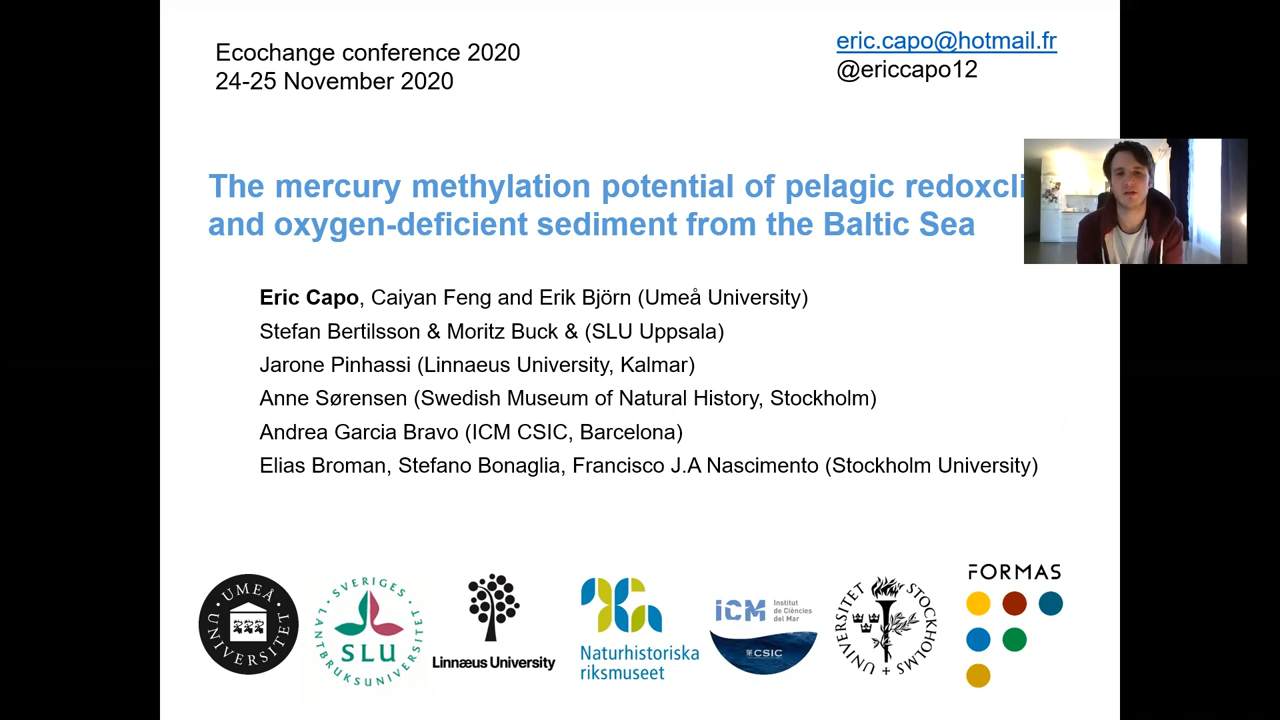 Ecochange conference 2020
24-25 November 2020
eric.capo@hotmail.fr
@ericcapo12
The mercury methylation potential of pelagic redoxcli
and oxygen-deficient sediment from the Baltic Sea
Eric Capo, Caiyan Feng and Erik Björn (Umeå University)
Stefan Bertilsson & Moritz Buck & (SLU Uppsala)
Jarone Pinhassi (Linnaeus University, Kalmar)
Anne Sørensen (Swedish Museum of Natural History, Stockholm)
Andrea Garcia Bravo (ICM CSIC, Barcelona)
Elias Broman, Stefano Bonaglia, Francisco J.A Nascimento (Stockholm University)
· UMEÅ · UNIVERSITET
· SVERIGES · LANTBRUKSUNIVERSITET
SLU
Linnæus University
Naturhistoriska
riksmuseet
ICM
Institut
de Ciències
del Mar
CSIC
STOCKHOLMS + UNIVERSITET
FORMAS